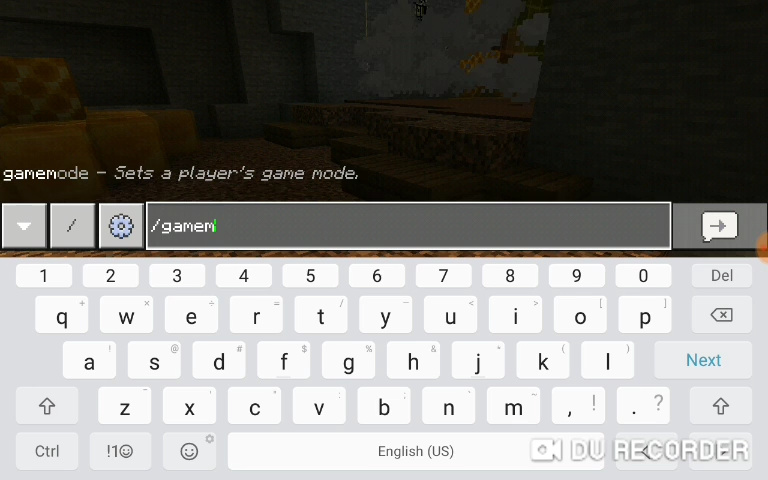 gamemode – Sets a player's game mode.
/ /gamem
1 2 3 4 5 6 7 8 9 0 Del
q + w × e ÷ r = t / y _ u < i > o [ p ]
a ! s @ d # f $ g % h & j * k ( l ) Next
z - x ' c " v : b ; n , m ~ , ! . ?
Ctrl !1☺ English (US)
DU RECORDER